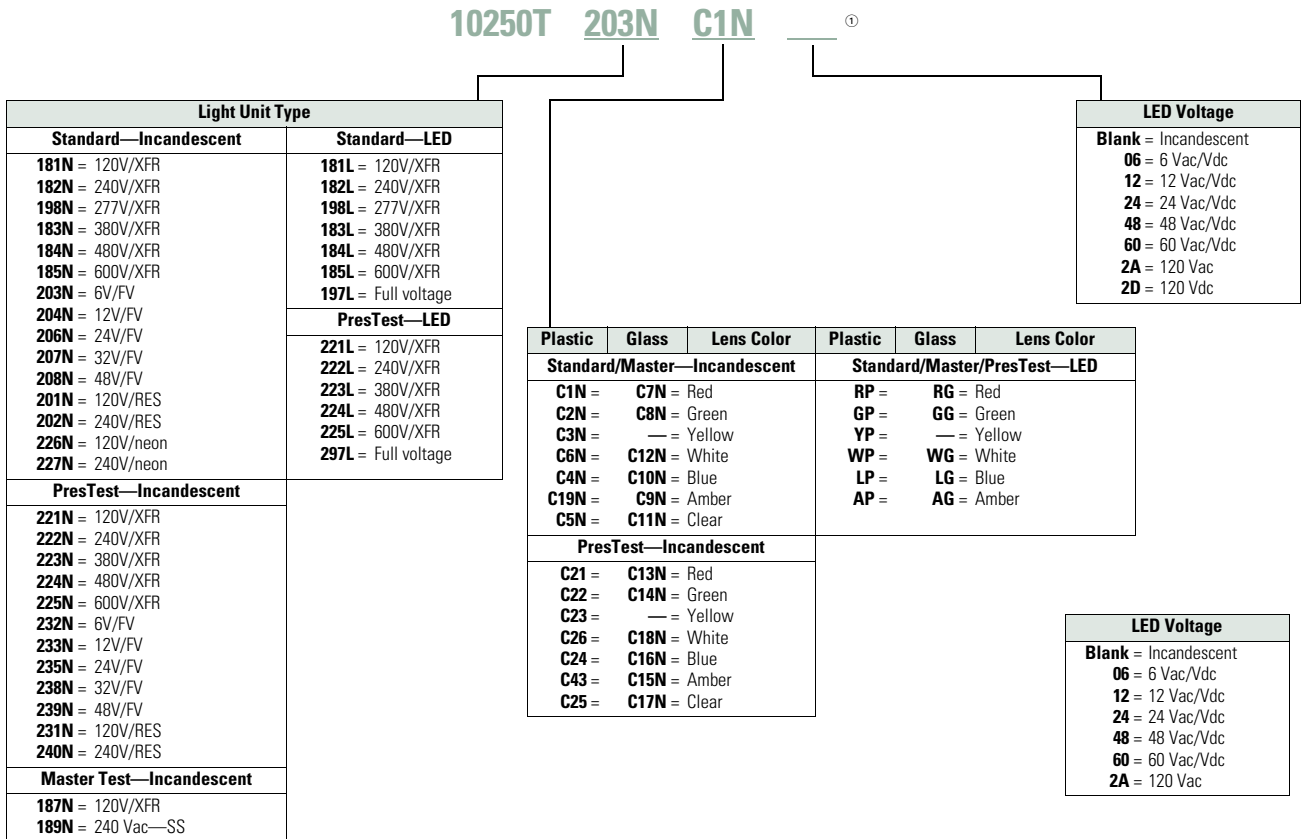 10250T 203N C1N ①
Light Unit Type
Standard—Incandescent
181N = 120V/XFR
182N = 240V/XFR
198N = 277V/XFR
183N = 380V/XFR
184N = 480V/XFR
185N = 600V/XFR
203N = 6V/FV
204N = 12V/FV
206N = 24V/FV
207N = 32V/FV
208N = 48V/FV
201N = 120V/RES
202N = 240V/RES
226N = 120V/neon
227N = 240V/neon
PresTest—Incandescent
221N = 120V/XFR
222N = 240V/XFR
223N = 380V/XFR
224N = 480V/XFR
225N = 600V/XFR
232N = 6V/FV
233N = 12V/FV
235N = 24V/FV
238N = 32V/FV
239N = 48V/FV
231N = 120V/RES
240N = 240V/RES
Master Test—Incandescent
187N = 120V/XFR
189N = 240 Vac—SS
Standard—LED
181L = 120V/XFR
182L = 240V/XFR
198L = 277V/XFR
183L = 380V/XFR
184L = 480V/XFR
185L = 600V/XFR
197L = Full voltage
PresTest—LED
221L = 120V/XFR
222L = 240V/XFR
223L = 380V/XFR
224L = 480V/XFR
225L = 600V/XFR
297L = Full voltage
Plastic Glass Lens Color
Standard/Master—Incandescent
C1N = C7N = Red
C2N = C8N = Green
C3N = — = Yellow
C6N = C12N = White
C4N = C10N = Blue
C19N = C9N = Amber
C5N = C11N = Clear
PresTest—Incandescent
C21 = C13N = Red
C22 = C14N = Green
C23 = — = Yellow
C26 = C18N = White
C24 = C16N = Blue
C43 = C15N = Amber
C25 = C17N = Clear
Plastic Glass Lens Color
Standard/Master/PresTest—LED
RP = RG = Red
GP = GG = Green
YP = — = Yellow
WP = WG = White
LP = LG = Blue
AP = AG = Amber
LED Voltage
Blank = Incandescent
06 = 6 Vac/Vdc
12 = 12 Vac/Vdc
24 = 24 Vac/Vdc
48 = 48 Vac/Vdc
60 = 60 Vac/Vdc
2A = 120 Vac
2D = 120 Vdc
LED Voltage
Blank = Incandescent
06 = 6 Vac/Vdc
12 = 12 Vac/Vdc
24 = 24 Vac/Vdc
48 = 48 Vac/Vdc
60 = 60 Vac/Vdc
2A = 120 Vac